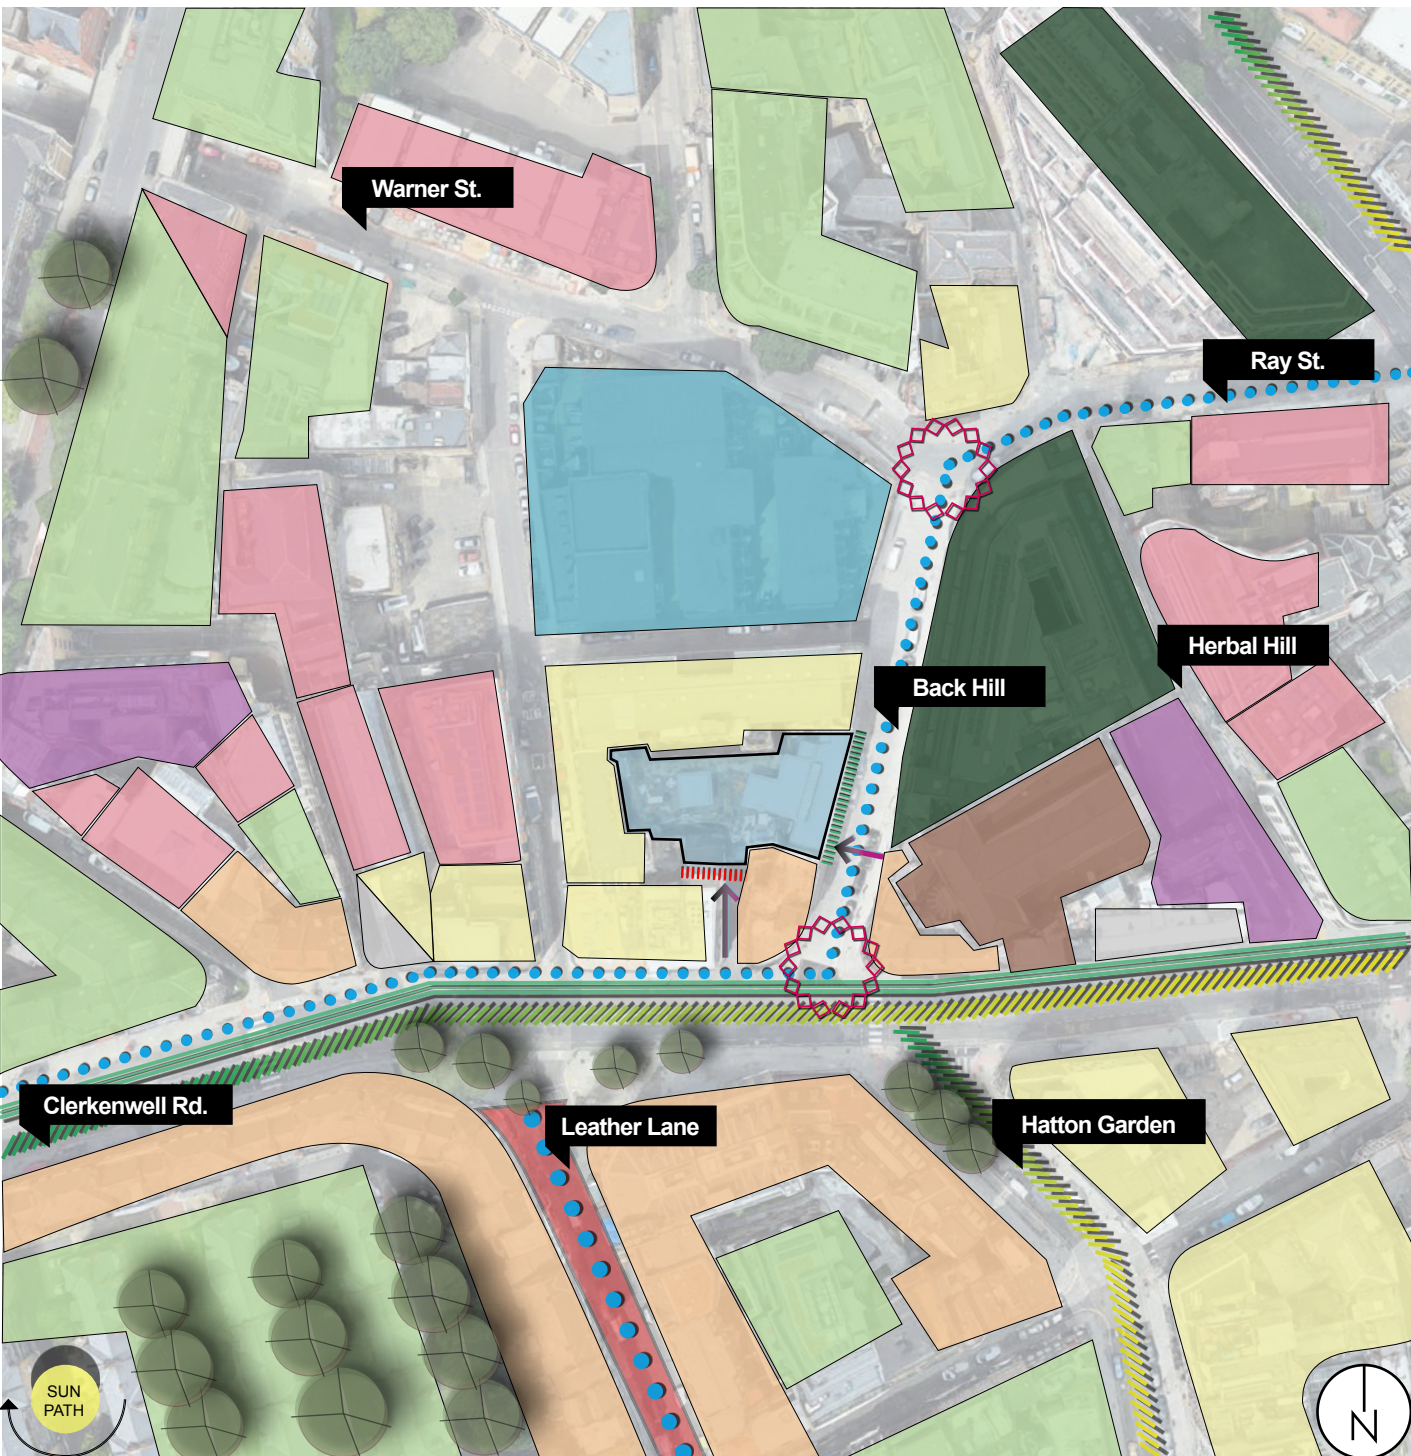 Warner St.
Ray St.
Herbal Hill
Back Hill
Clerkenwell Rd.
Leather Lane
Hatton Garden
SUN
PATH
N